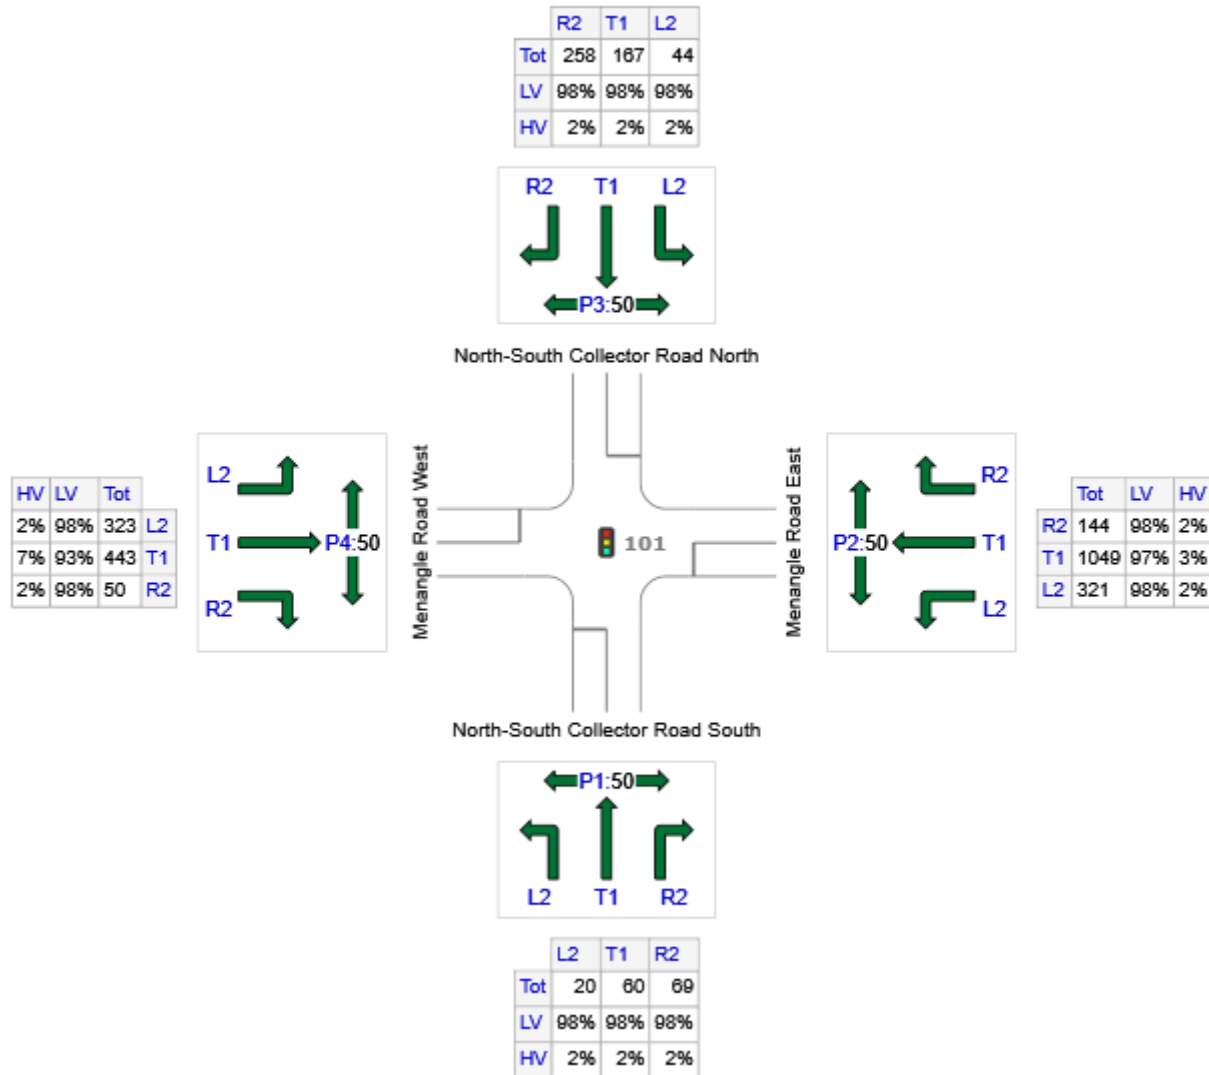 R2 T1 L2
Tot 258 167 44
LV 98% 98% 98%
HV 2% 2% 2%
R2 T1 L2
P3:50
North-South Collector Road North
HV LV Tot
2% 98% 323 L2
7% 93% 443 T1
2% 98% 50 R2
L2
T1
R2
P4:50
Menangle Road West
101
Menangle Road East
P2:50
R2
T1
L2
Tot LV HV
R2 144 98% 2%
T1 1049 97% 3%
L2 321 98% 2%
North-South Collector Road South
P1:50
L2 T1 R2
L2 T1 R2
Tot 20 60 69
LV 98% 98% 98%
HV 2% 2% 2%